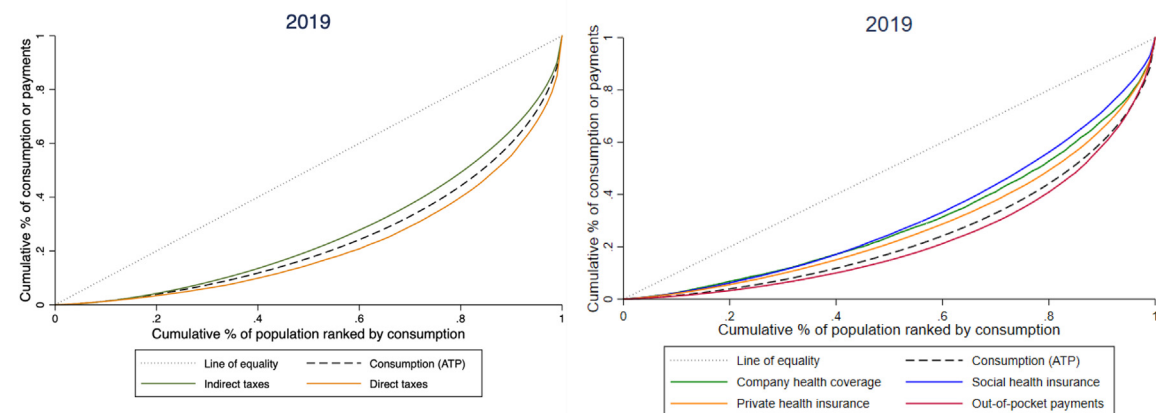 2019
Cumulative % of consumption or payments
1
.8
.6
.4
.2
0
0
.2
.4
.6
.8
1
Cumulative % of population ranked by consumption
Line of equality
Consumption (ATP)
Indirect taxes
Direct taxes
2019
Cumulative % of consumption or payments
1
.8
.6
.4
.2
0
0
.2
.4
.6
.8
1
Cumulative % of population ranked by consumption
Line of equality
Consumption (ATP)
Company health coverage
Social health insurance
Private health insurance
Out-of-pocket payments